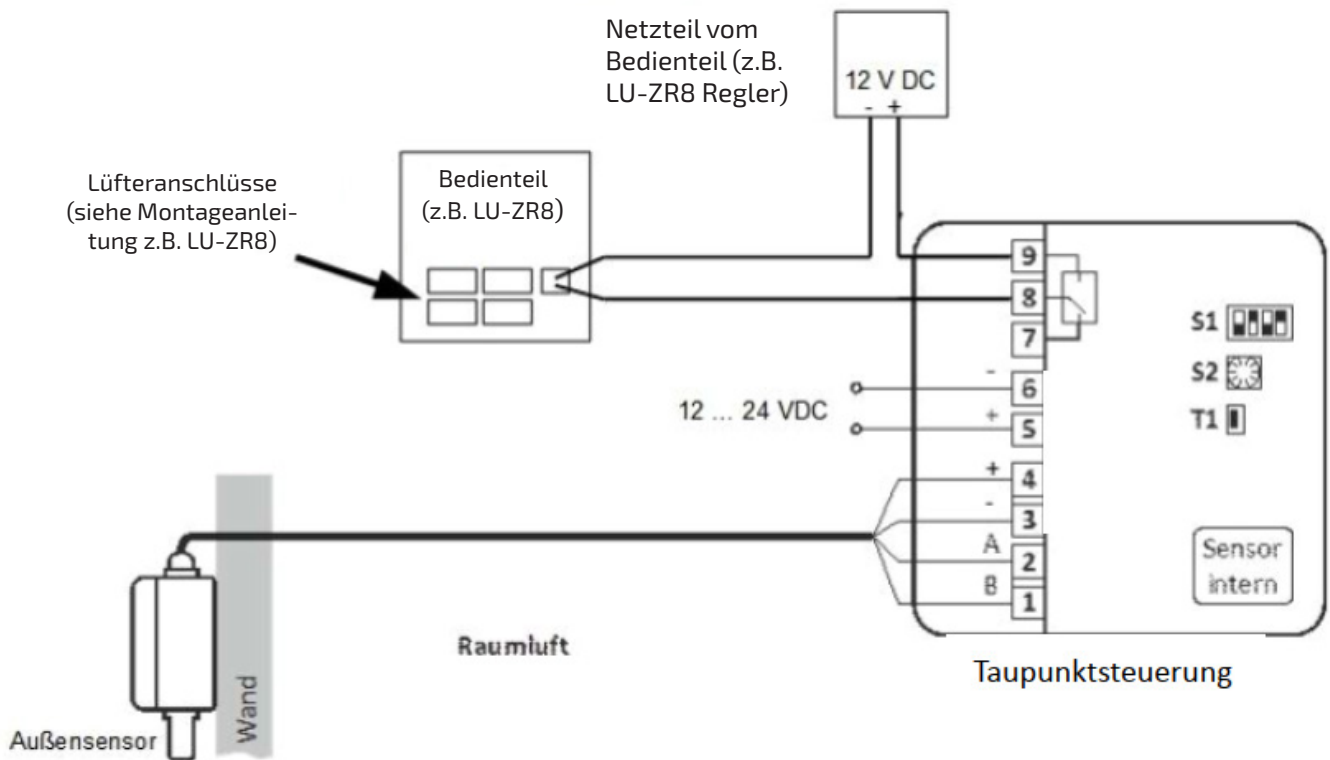 Netzteil vom
Bedienteil (z.B.
LU-ZR8 Regler)
12 V DC
- +
Lüfteranschlüsse
(siehe Montageanlei-
tung z.B. LU-ZR8)
Bedienteil
(z.B. LU-ZR8)
9
8
7
- 6
+ 5
12 ... 24 VDC
+ 4
- 3
A 2
B 1
S1
S2
T1
Sensor
intern
Raumluft
Wand
Außensensor
Taupunktsteuerung